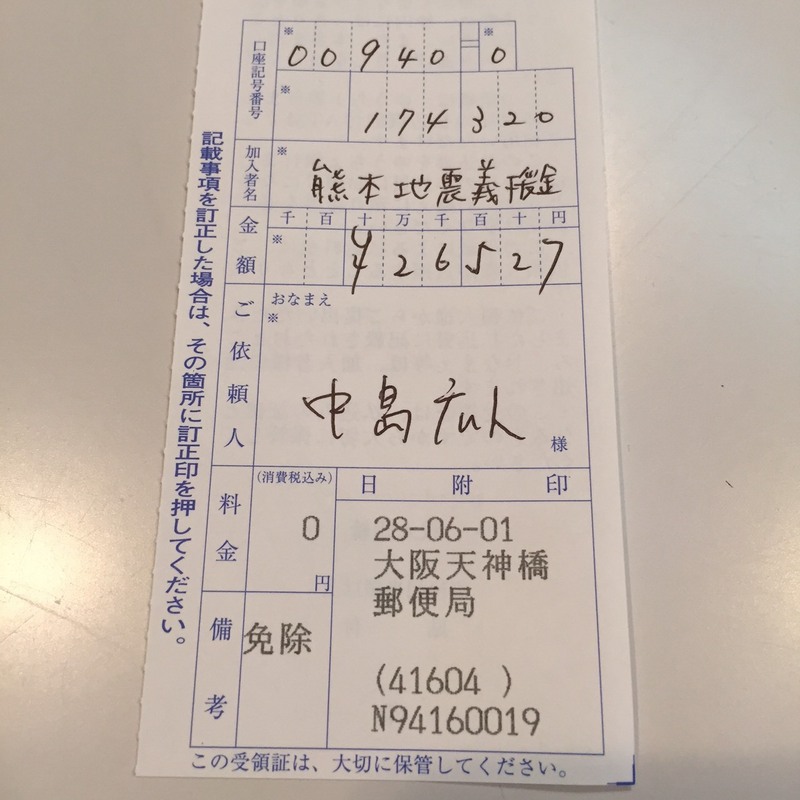 口座記号番号
※ 00940 = ※ 0
※ 174320
加入者名
※ 熊本地震義援金
金額
千 百 十 万 千 百 十 円
※ ¥426527
ご依頼人
おなまえ
※
中島 様
料金
(消費税込み)
0
円
日附印
28-06-01
大阪天神橋
郵便局
(41604 )
N94160019
備考
免除
この受領証は、大切に保管してください。
記載事項を訂正した場合は、その箇所に訂正印を押してください。